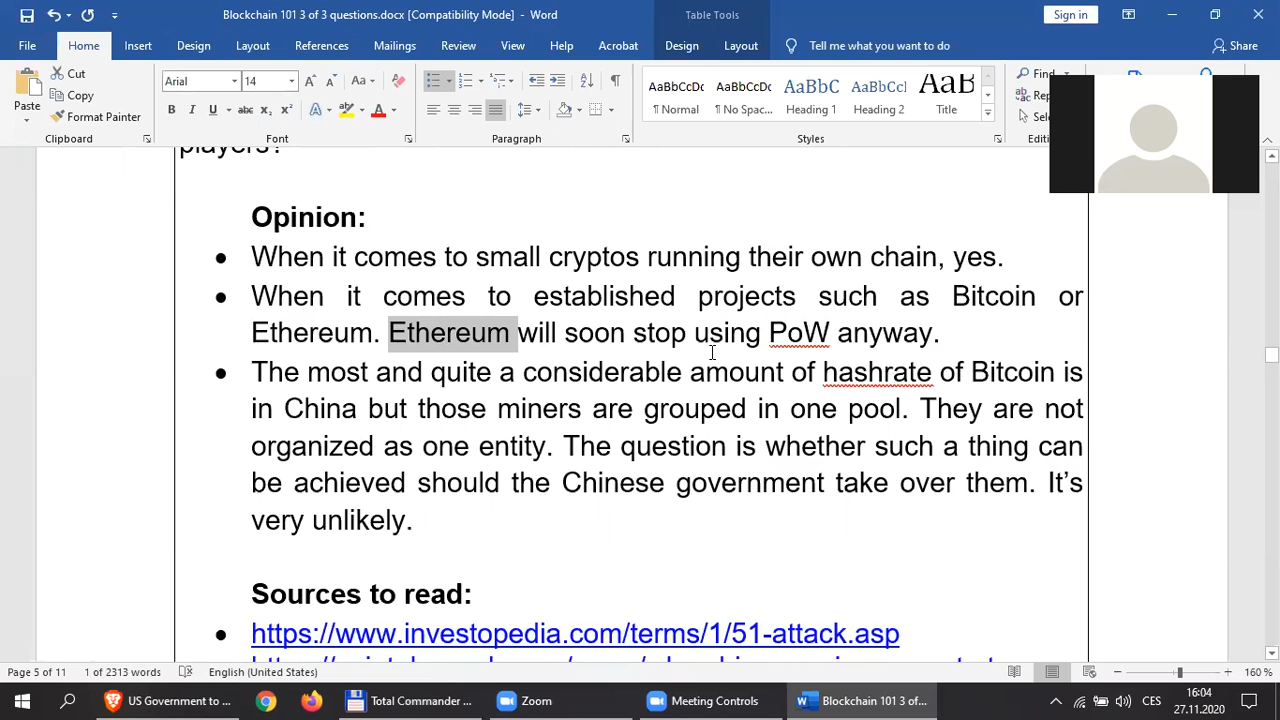 Blockchain 101 3 of 3 questions.docx [Compatibility Mode] - Word
Table Tools
Sign in
File Home Insert Design Layout References Mailings Review View Help Acrobat Design Layout Tell me what you want to do Share
Paste
Cut
Copy
Format Painter
Clipboard
Arial 14
Font
Paragraph
AaBbCcDc AaBbCcDc AaBbC AaBbCcI AaBbC
¶ Normal ¶ No Spac... Heading 1 Heading 2 Title
Styles
Find
Editi
players?
Opinion:
• When it comes to small cryptos running their own chain, yes.
• When it comes to established projects such as Bitcoin or
Ethereum. Ethereum will soon stop using PoW anyway.
• The most and quite a considerable amount of hashrate of Bitcoin is
in China but those miners are grouped in one pool. They are not
organized as one entity. The question is whether such a thing can
be achieved should the Chinese government take over them. It’s
very unlikely.
Sources to read:
• https://www.investopedia.com/terms/1/51-attack.asp
Page 5 of 11 1 of 2313 words English (United States) 160 %
US Government to ... Total Commander ... Zoom Meeting Controls Blockchain 101 3 of ... CES 16:04
27.11.2020